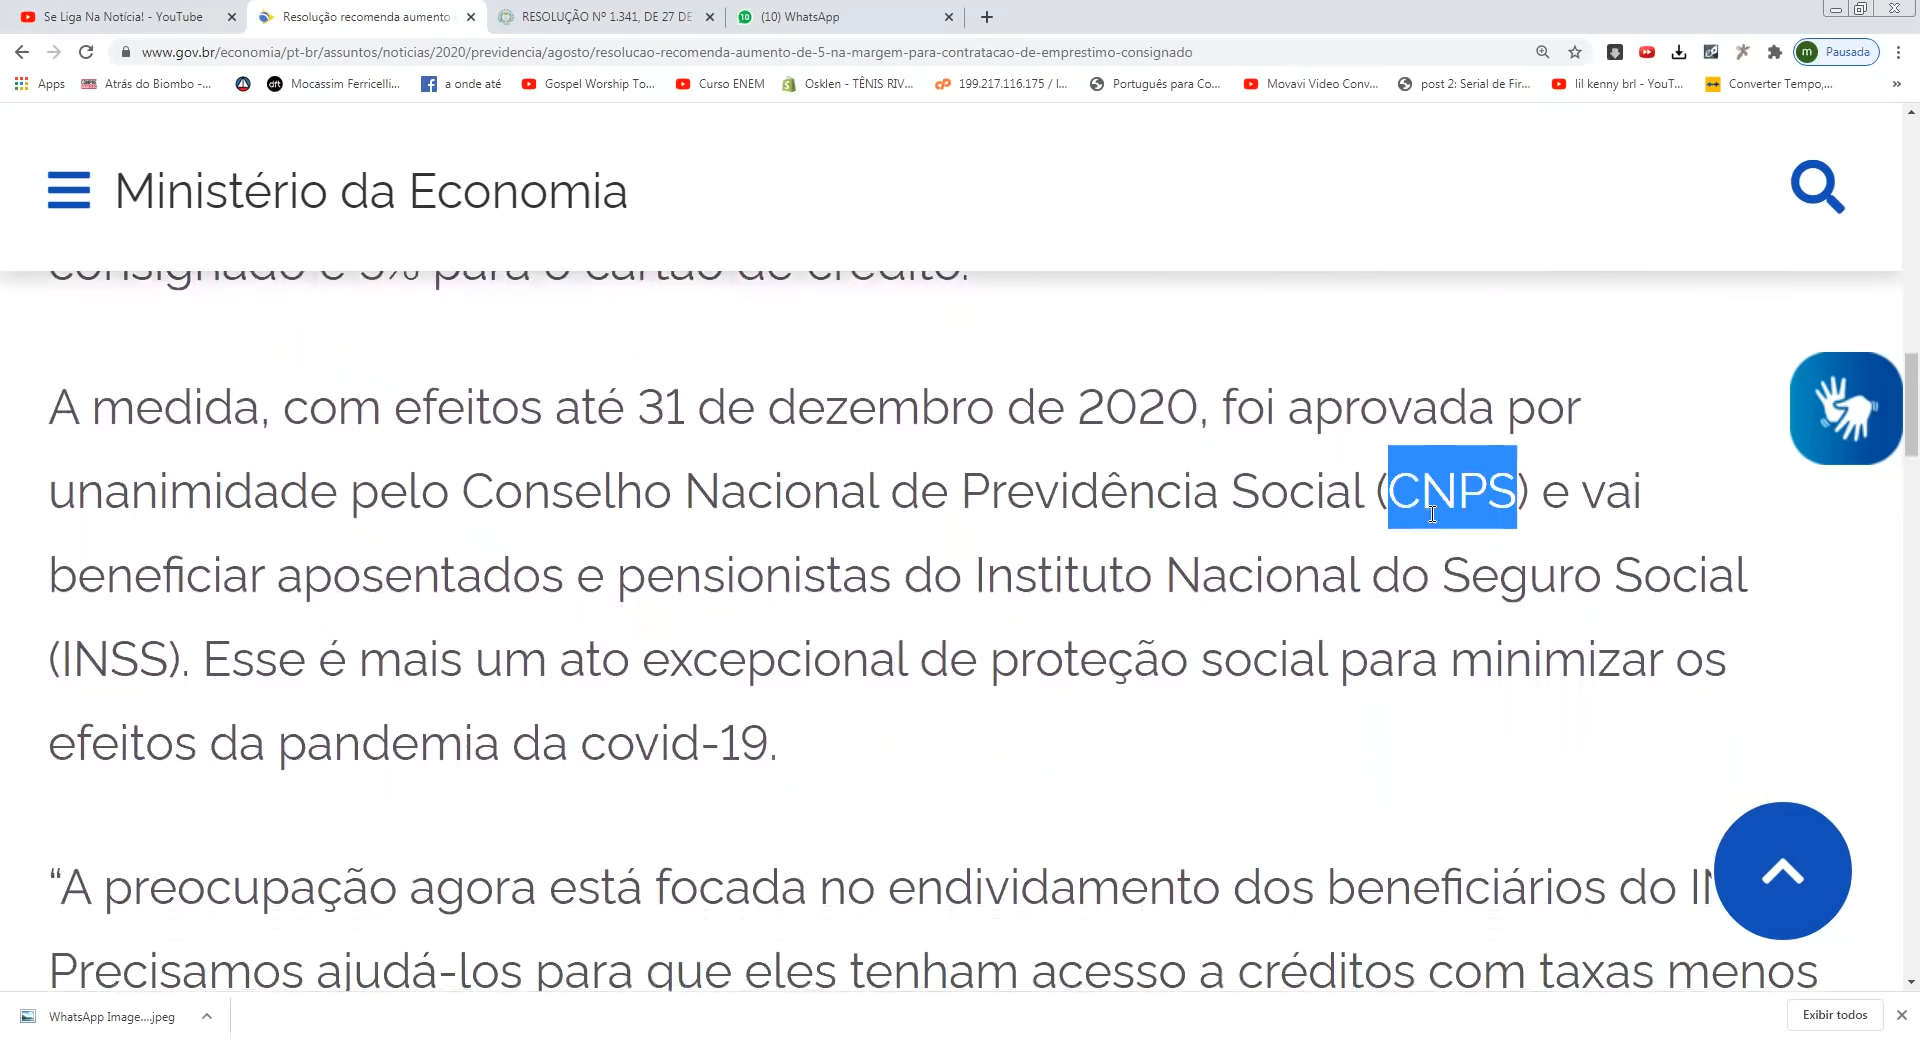 Se Liga Na Notícia! - YouTube
Resolução recomenda aumento
RESOLUÇÃO Nº 1.341, DE 27 DE
(10) WhatsApp
www.gov.br/economia/pt-br/assuntos/noticias/2020/previdencia/agosto/resolucao-recomenda-aumento-de-5-na-margem-para-contratacao-de-emprestimo-consignado
m Pausada
Apps
Atrás do Biombo -...
Mocassim Ferricelli...
a onde até
Gospel Worship To...
Curso ENEM
Osklen - TÊNIS RIV...
199.217.116.175 / l...
Português para Co...
Movavi Video Conv...
post 2: Serial de Fir...
lil kenny brl - YouT...
Converter Tempo,...
»
Ministério da Economia
consignado e 5% para o cartão de crédito.
A medida, com efeitos até 31 de dezembro de 2020, foi aprovada por
unanimidade pelo Conselho Nacional de Previdência Social (CNPS) e vai
beneficiar aposentados e pensionistas do Instituto Nacional do Seguro Social
(INSS). Esse é mais um ato excepcional de proteção social para minimizar os
efeitos da pandemia da covid-19.
“A preocupação agora está focada no endividamento dos beneficiários do
Precisamos ajudá-los para que eles tenham acesso a créditos com taxas menos
WhatsApp Image....jpeg
Exibir todos